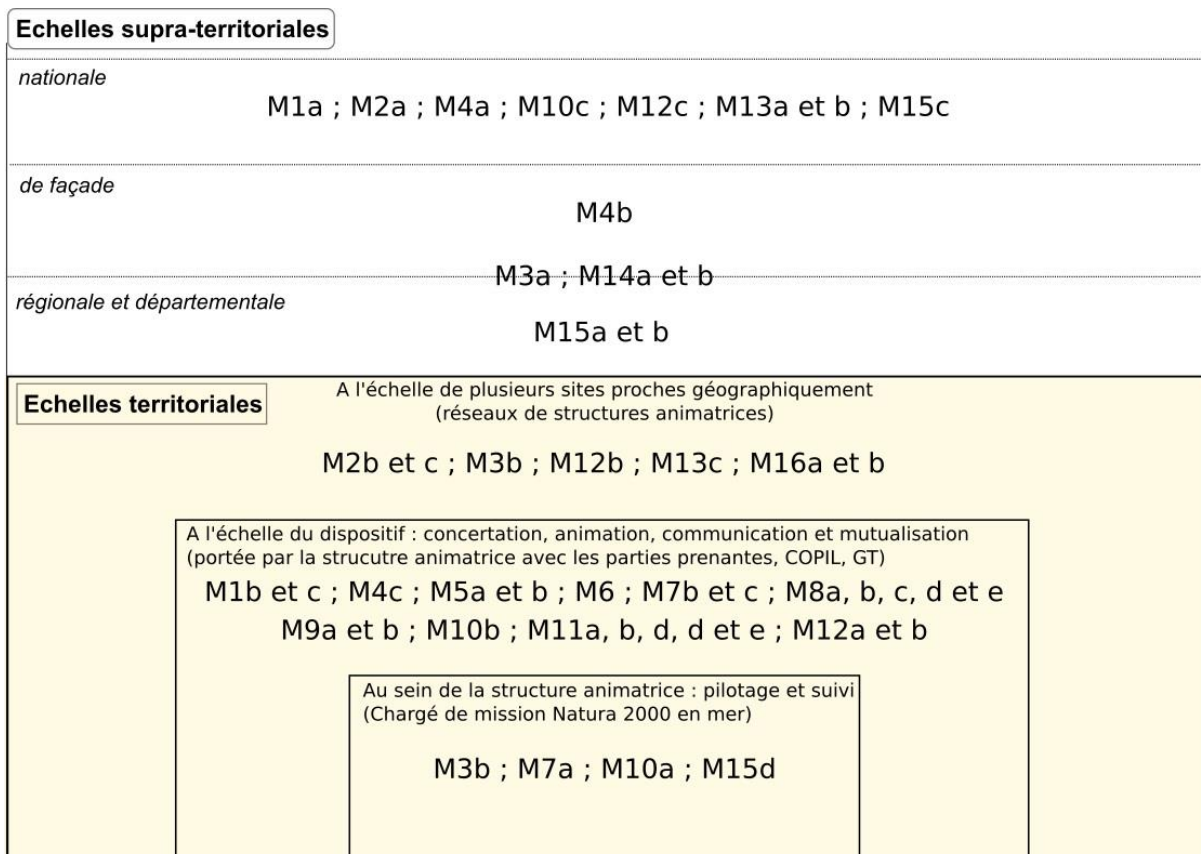 Echelles supra-territoriales
nationale
M1a ; M2a ; M4a ; M10c ; M12c ; M13a et b ; M15c
de façade
M4b
M3a ; M14a et b
régionale et départementale
M15a et b
Echelles territoriales
A l'échelle de plusieurs sites proches géographiquement
(réseaux de structures animatrices)
M2b et c ; M3b ; M12b ; M13c ; M16a et b
A l'échelle du dispositif : concertation, animation, communication et mutualisation
(portée par la strucutre animatrice avec les parties prenantes, COPIL, GT)
M1b et c ; M4c ; M5a et b ; M6 ; M7b et c ; M8a, b, c, d et e
M9a et b ; M10b ; M11a, b, d, d et e ; M12a et b
Au sein de la structure animatrice : pilotage et suivi
(Chargé de mission Natura 2000 en mer)
M3b ; M7a ; M10a ; M15d